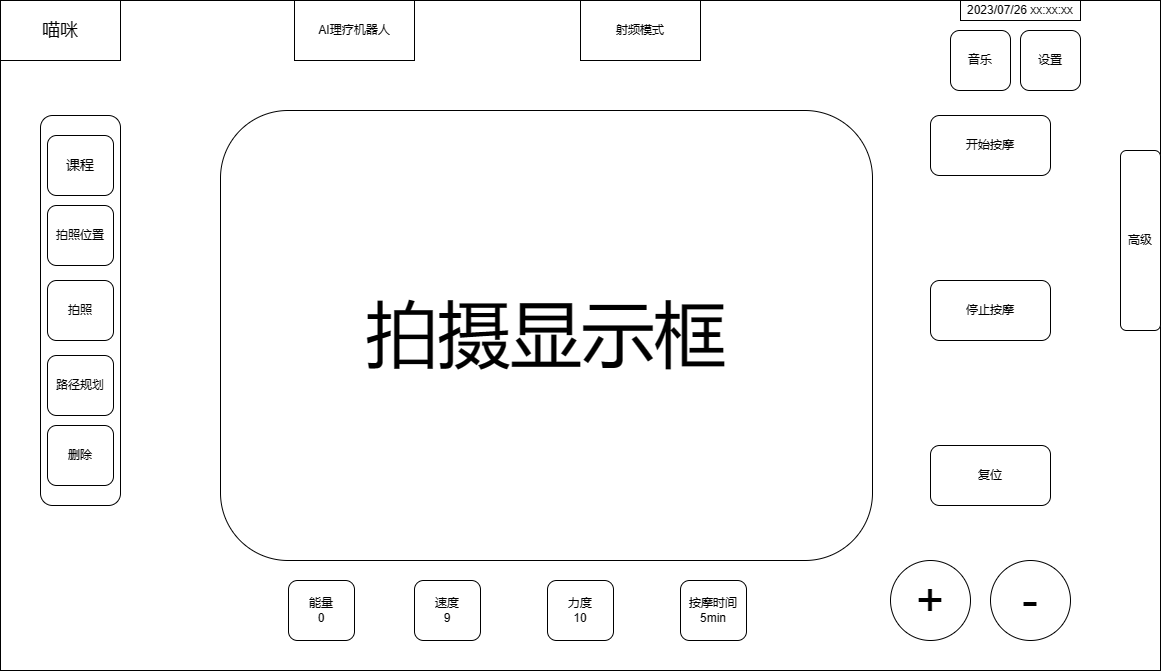 喵咪
AI理疗机器人
射频模式
2023/07/26 xx:xx:xx
音乐
设置
课程
拍照位置
拍照
路径规划
删除
拍摄显示框
开始按摩
停止按摩
复位
高级
能量
0
速度
9
力度
10
按摩时间
5min
+
-